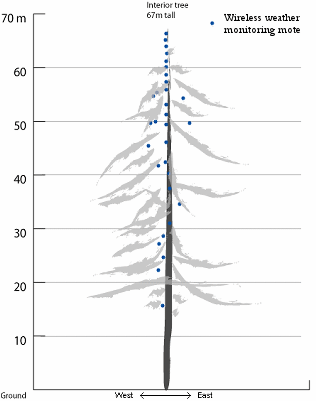 Interior tree
67m tall
Wireless weather
monitoring mote
70 m
60
50
40
30
20
10
Ground
West
East